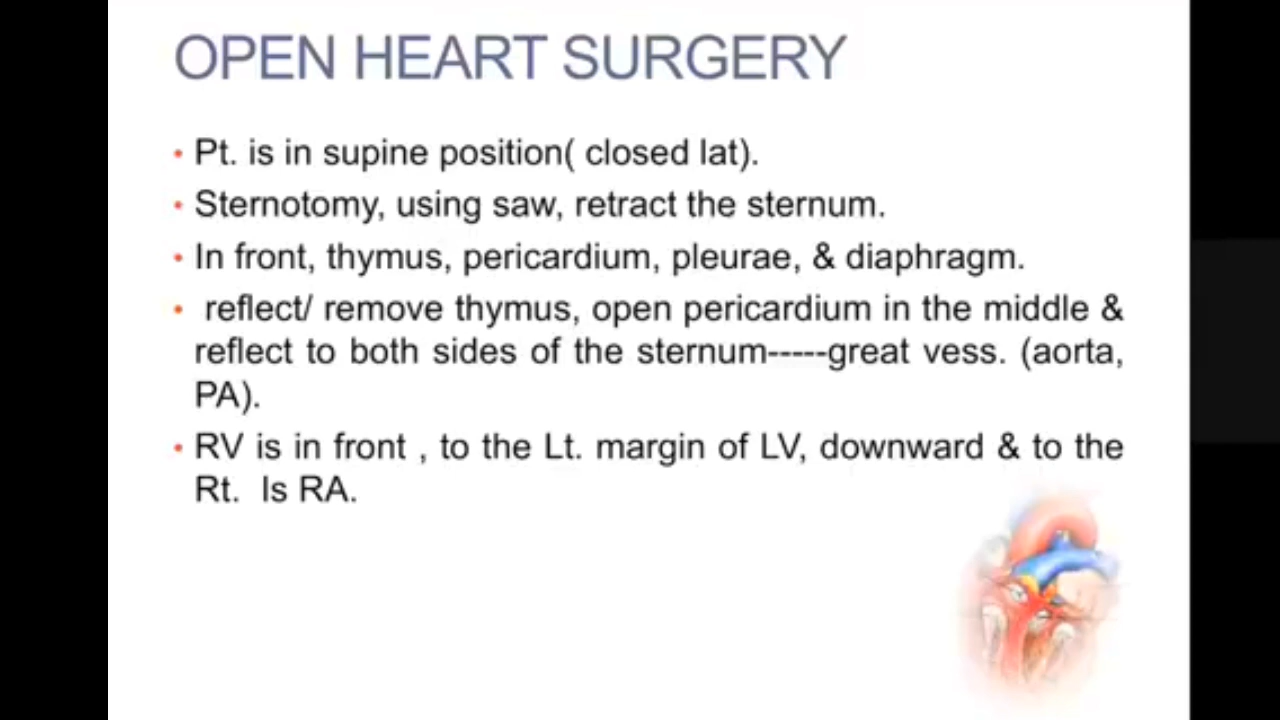 OPEN HEART SURGERY
• Pt. is in supine position( closed lat).
• Sternotomy, using saw, retract the sternum.
• In front, thymus, pericardium, pleurae, & diaphragm.
• reflect/ remove thymus, open pericardium in the middle &
reflect to both sides of the sternum-----great vess. (aorta,
PA).
• RV is in front , to the Lt. margin of LV, downward & to the
Rt. Is RA.